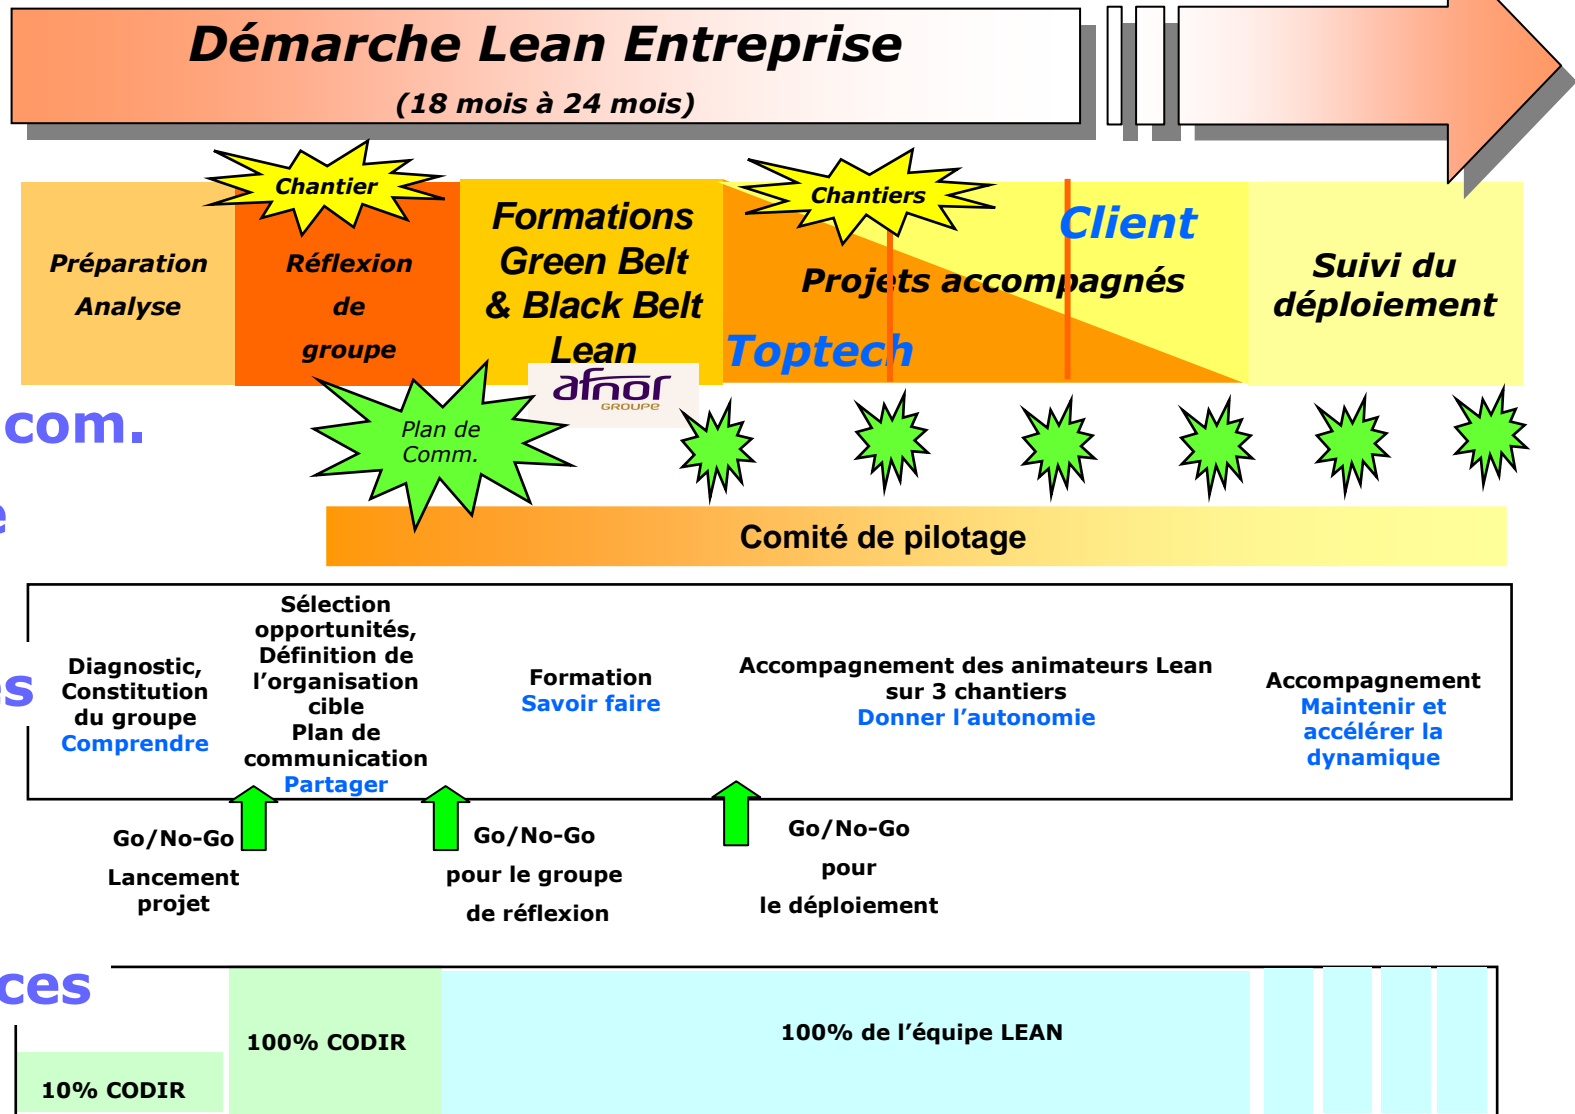 Démarche Lean Entreprise
(18 mois à 24 mois)
Chantier
Chantiers
Préparation
Analyse
Réflexion
de
groupe
Formations
Green Belt
& Black Belt
Lean
afnor
GROUPE
Client
Projets accompagnés
Toptech
Suivi du
déploiement
com.
Plan de
Comm.
e
Comité de pilotage
es
Diagnostic,
Constitution
du groupe
Comprendre
Sélection
opportunités,
Définition de
l'organisation
cible
Plan de
communication
Partager
Formation
Savoir faire
Accompagnement des animateurs Lean
sur 3 chantiers
Donner l'autonomie
Accompagnement
Maintenir et
accélérer la
dynamique
Go/No-Go
Lancement
projet
Go/No-Go
pour le groupe
de réflexion
Go/No-Go
pour
le déploiement
ces
10% CODIR
100% CODIR
100% de l'équipe LEAN